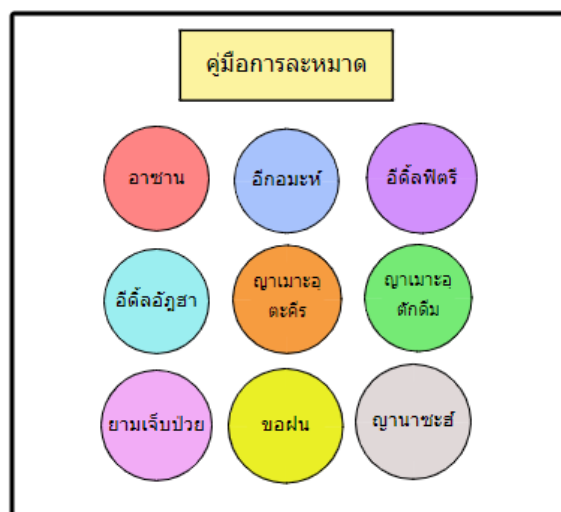 คู่มือการละหมาด
อาซาน
อีกอมะห์
อีดิ้ลฟิตรี
อีดิ้ลอัฎฮา
ญาเมาะอฺ
ตะคีร
ญาเมาะอฺ
ตักดีม
ยามเจ็บป่วย
ขอฝน
ญานาซะฮ์